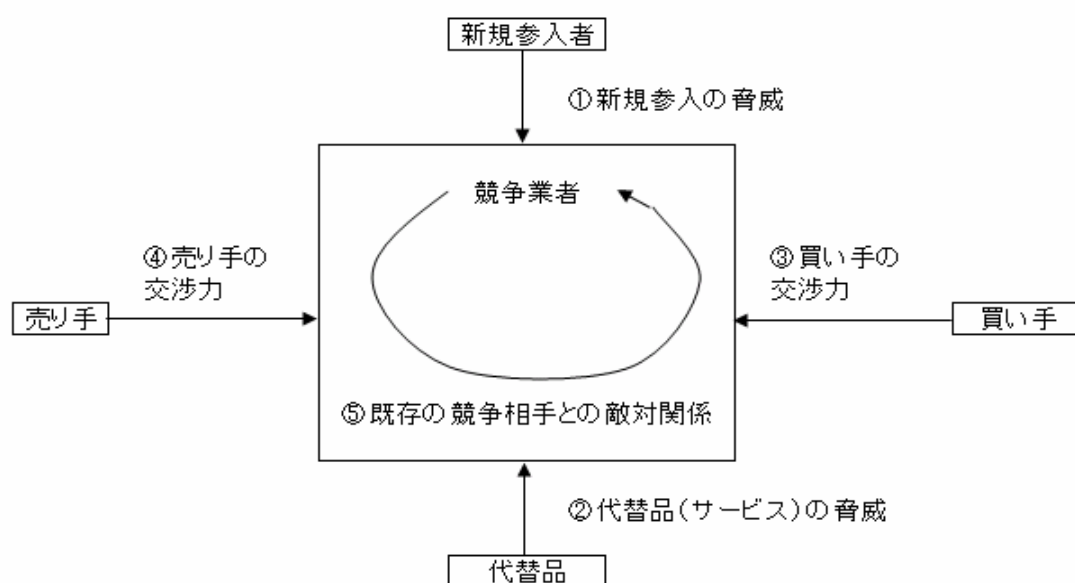 新規参入者
①新規参入の脅威
競争業者
④売り手の
交渉力
③買い手の
交渉力
売り手
買い手
⑤既存の競争相手との敵対関係
②代替品(サービス)の脅威
代替品